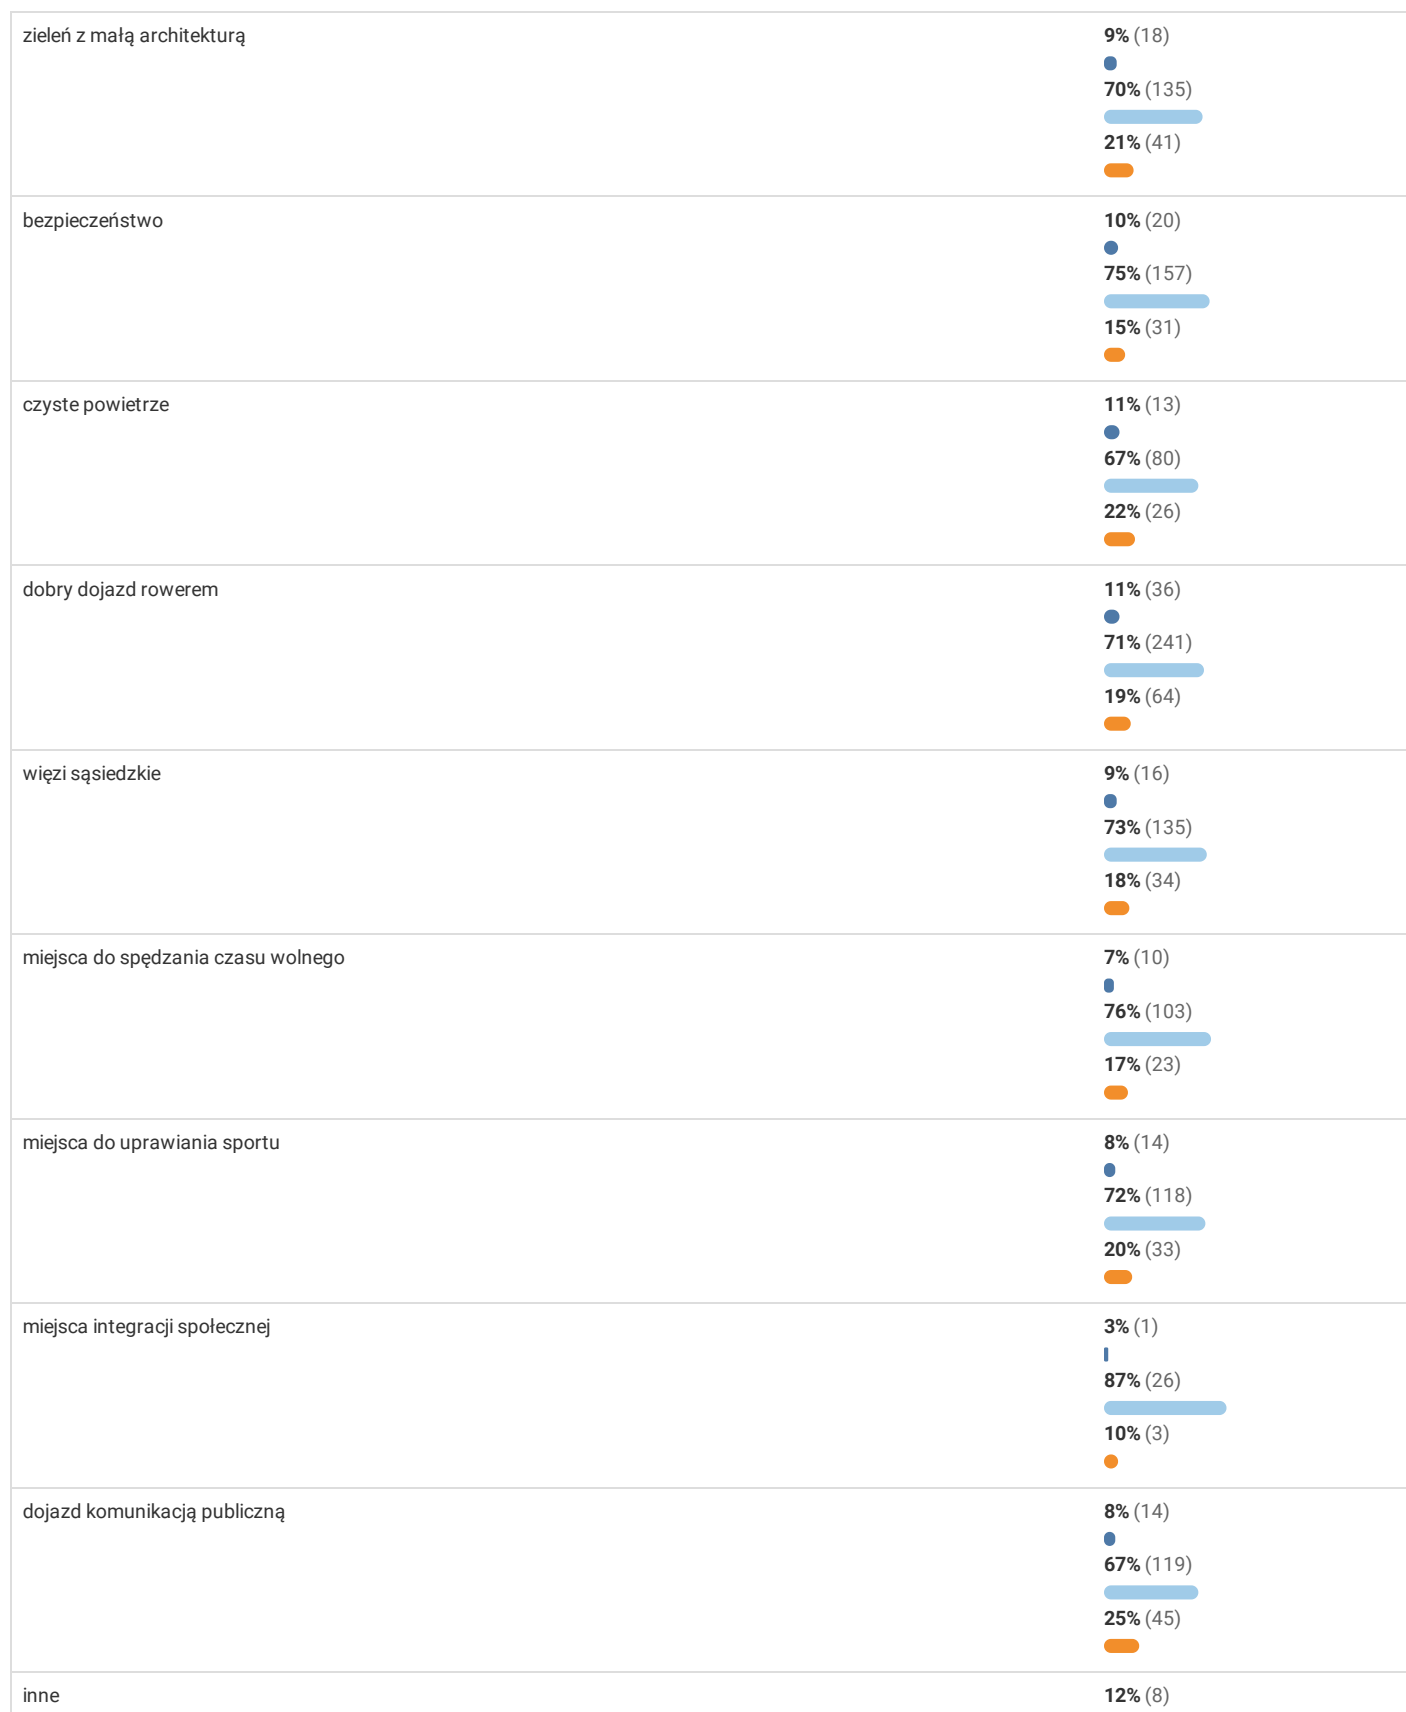 zieleń z małą architekturą
9% (18)
70% (135)
21% (41)
bezpieczeństwo
10% (20)
75% (157)
15% (31)
czyste powietrze
11% (13)
67% (80)
22% (26)
dobry dojazd rowerem
11% (36)
71% (241)
19% (64)
więzi sąsiedzkie
9% (16)
73% (135)
18% (34)
miejsca do spędzania czasu wolnego
7% (10)
76% (103)
17% (23)
miejsca do uprawiania sportu
8% (14)
72% (118)
20% (33)
miejsca integracji społecznej
3% (1)
87% (26)
10% (3)
dojazd komunikacją publiczną
8% (14)
67% (119)
25% (45)
inne
12% (8)